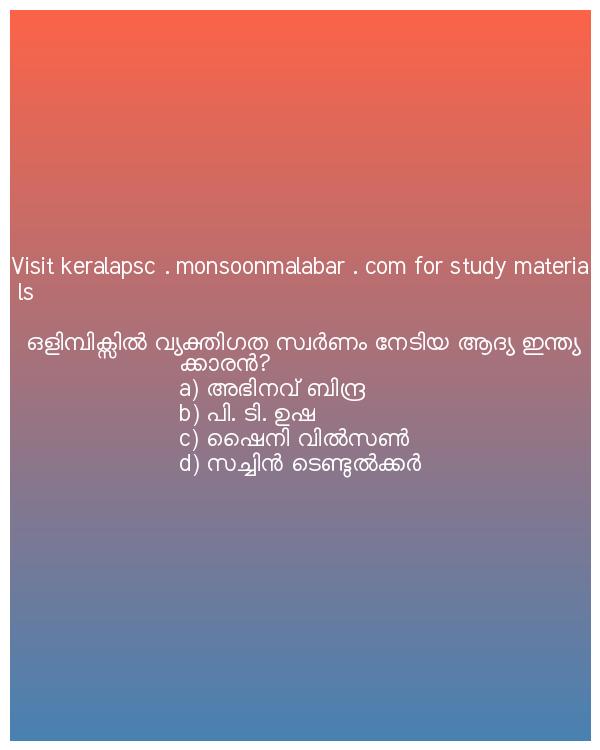 Visit keralapsc . monsoonmalabar . com for study materia
ls
ഒളിമ്പിക്സിൽ വ്യക്തിഗത സ്വർണം നേടിയ ആദ്യ ഇന്ത്യ
ക്കാരൻ?
a) അഭിനവ് ബിന്ദ്ര
b) പി. ടി. ഉഷ
c) ഷൈനി വിൽസൺ
d) സച്ചിൻ ടെണ്ടുൽക്കർ